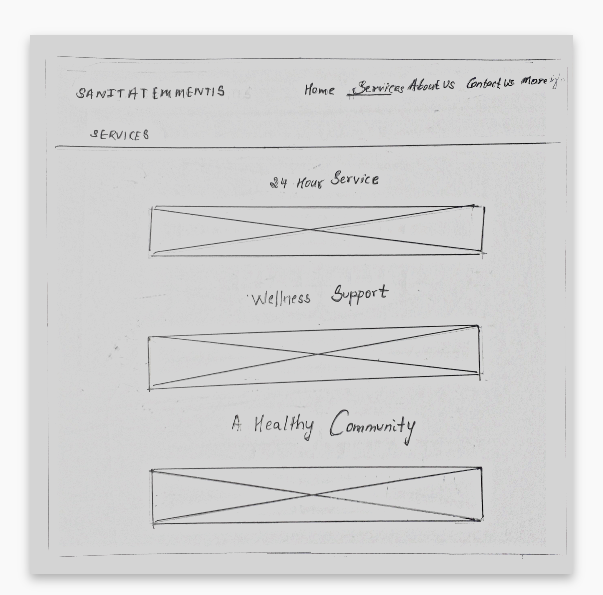 SANITATEMMENTIS
Home Services About Us Contact Us More
SERVICES
24 Hour Service
Wellness Support
A Healthy Community